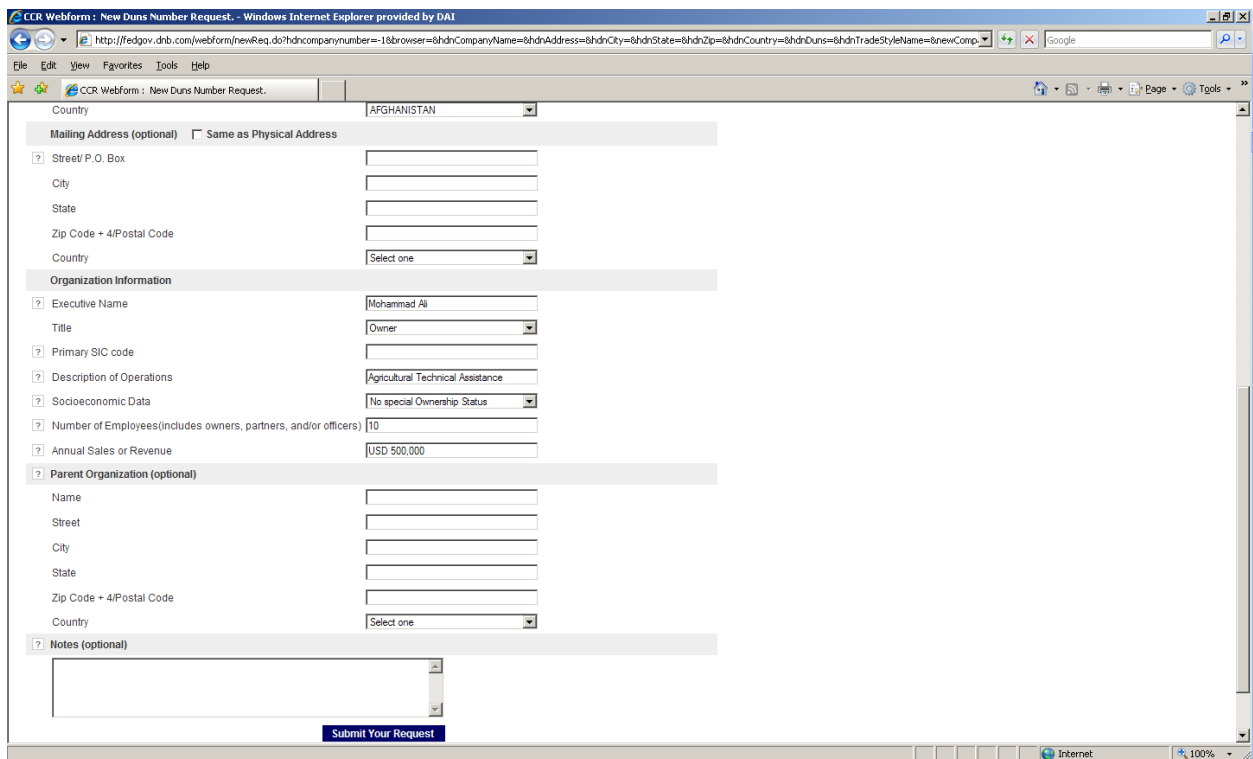 CCR Webform : New Duns Number Request. - Windows Internet Explorer provided by DAI
http://fedgov.dnb.com/webform/newReq.do?hdncompanynumber=-1&browser=&hdnCompanyName=&hdnAddress=&hdnCity=&hdnState=&hdnZip=&hdnCountry=&hdnDuns=&hdnTradeStyleName=&newComp Google
File Edit View Favorites Tools Help
CCR Webform : New Duns Number Request. Page Tools »
Country AFGHANISTAN
Mailing Address (optional) Same as Physical Address
? Street/ P.O. Box
City
State
Zip Code + 4/Postal Code
Country Select one
Organization Information
? Executive Name Mohammad Ali
Title Owner
? Primary SIC code
? Description of Operations Agricultural Technical Assistance
? Socioeconomic Data No special Ownership Status
? Number of Employees(includes owners, partners, and/or officers) 10
? Annual Sales or Revenue USD 500,000
? Parent Organization (optional)
Name
Street
City
State
Zip Code + 4/Postal Code
Country Select one
? Notes (optional)
Submit Your Request
Internet 100%